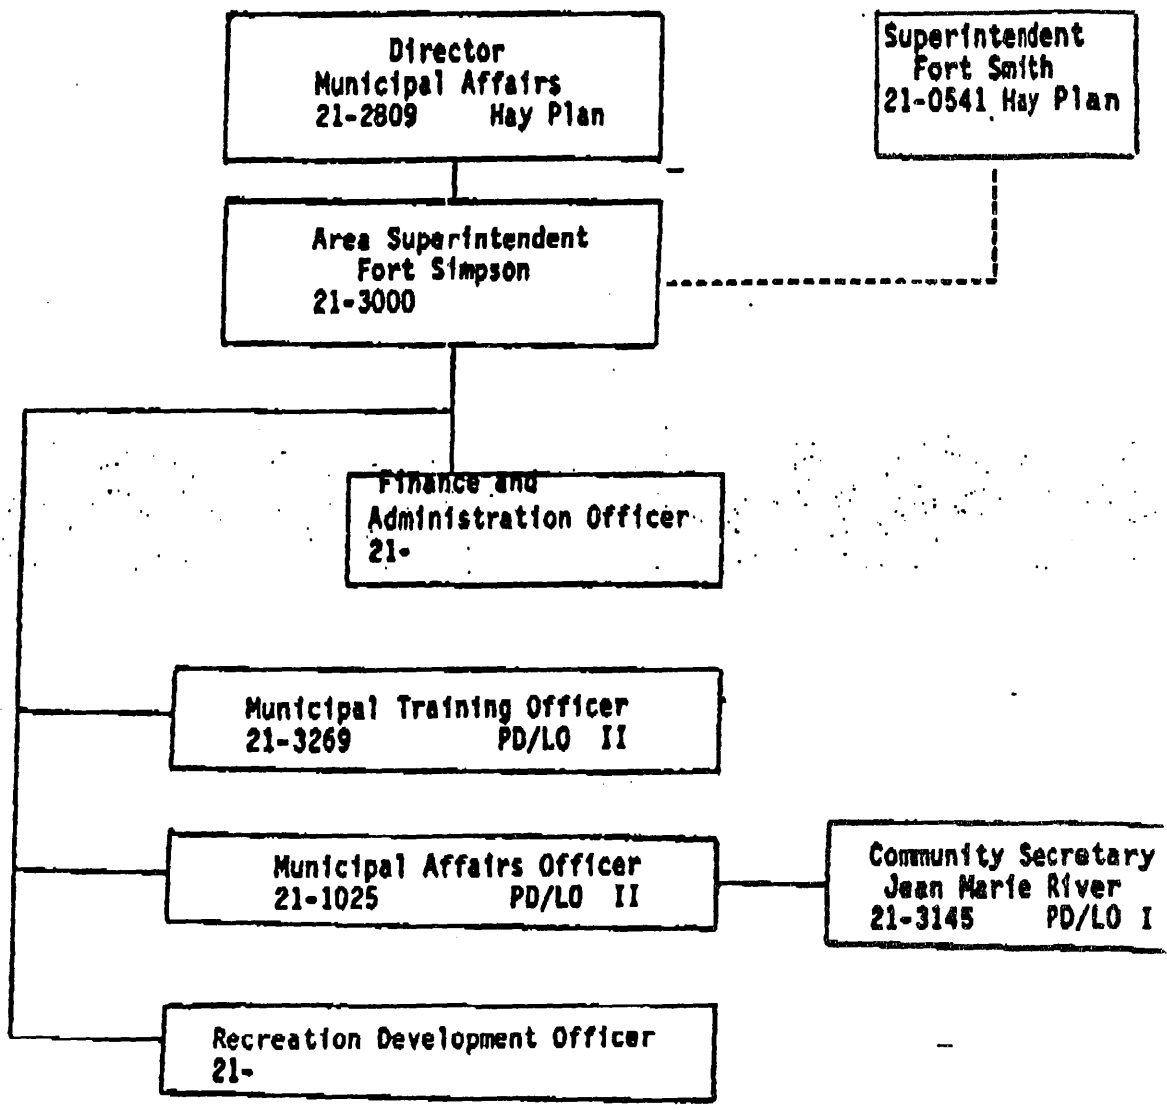 Director
Municipal Affairs
21-2809 Hay Plan
Superintendent
Fort Smith
21-0541 Hay Plan
Area Superintendent
Fort Simpson
21-3000
Finance and
Administration Officer
21-
Municipal Training Officer
21-3269 PD/LO II
Municipal Affairs Officer
21-1025 PD/LO II
Community Secretary
Jean Marie River
21-3145 PD/LO I
Recreation Development Officer
21-